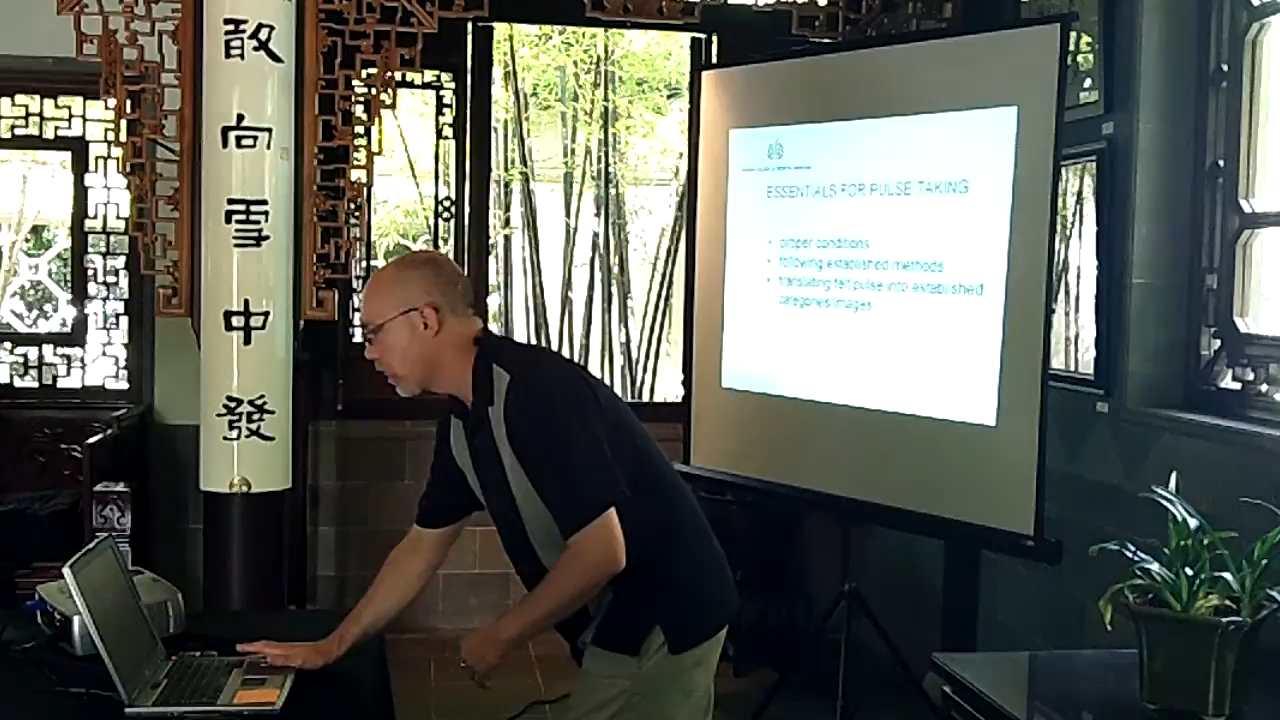 敢
向
雪
中
發
ESSENTIALS FOR PULSE TAKING
• proper conditions
• following established methods
• translating felt pulse into established
categories images